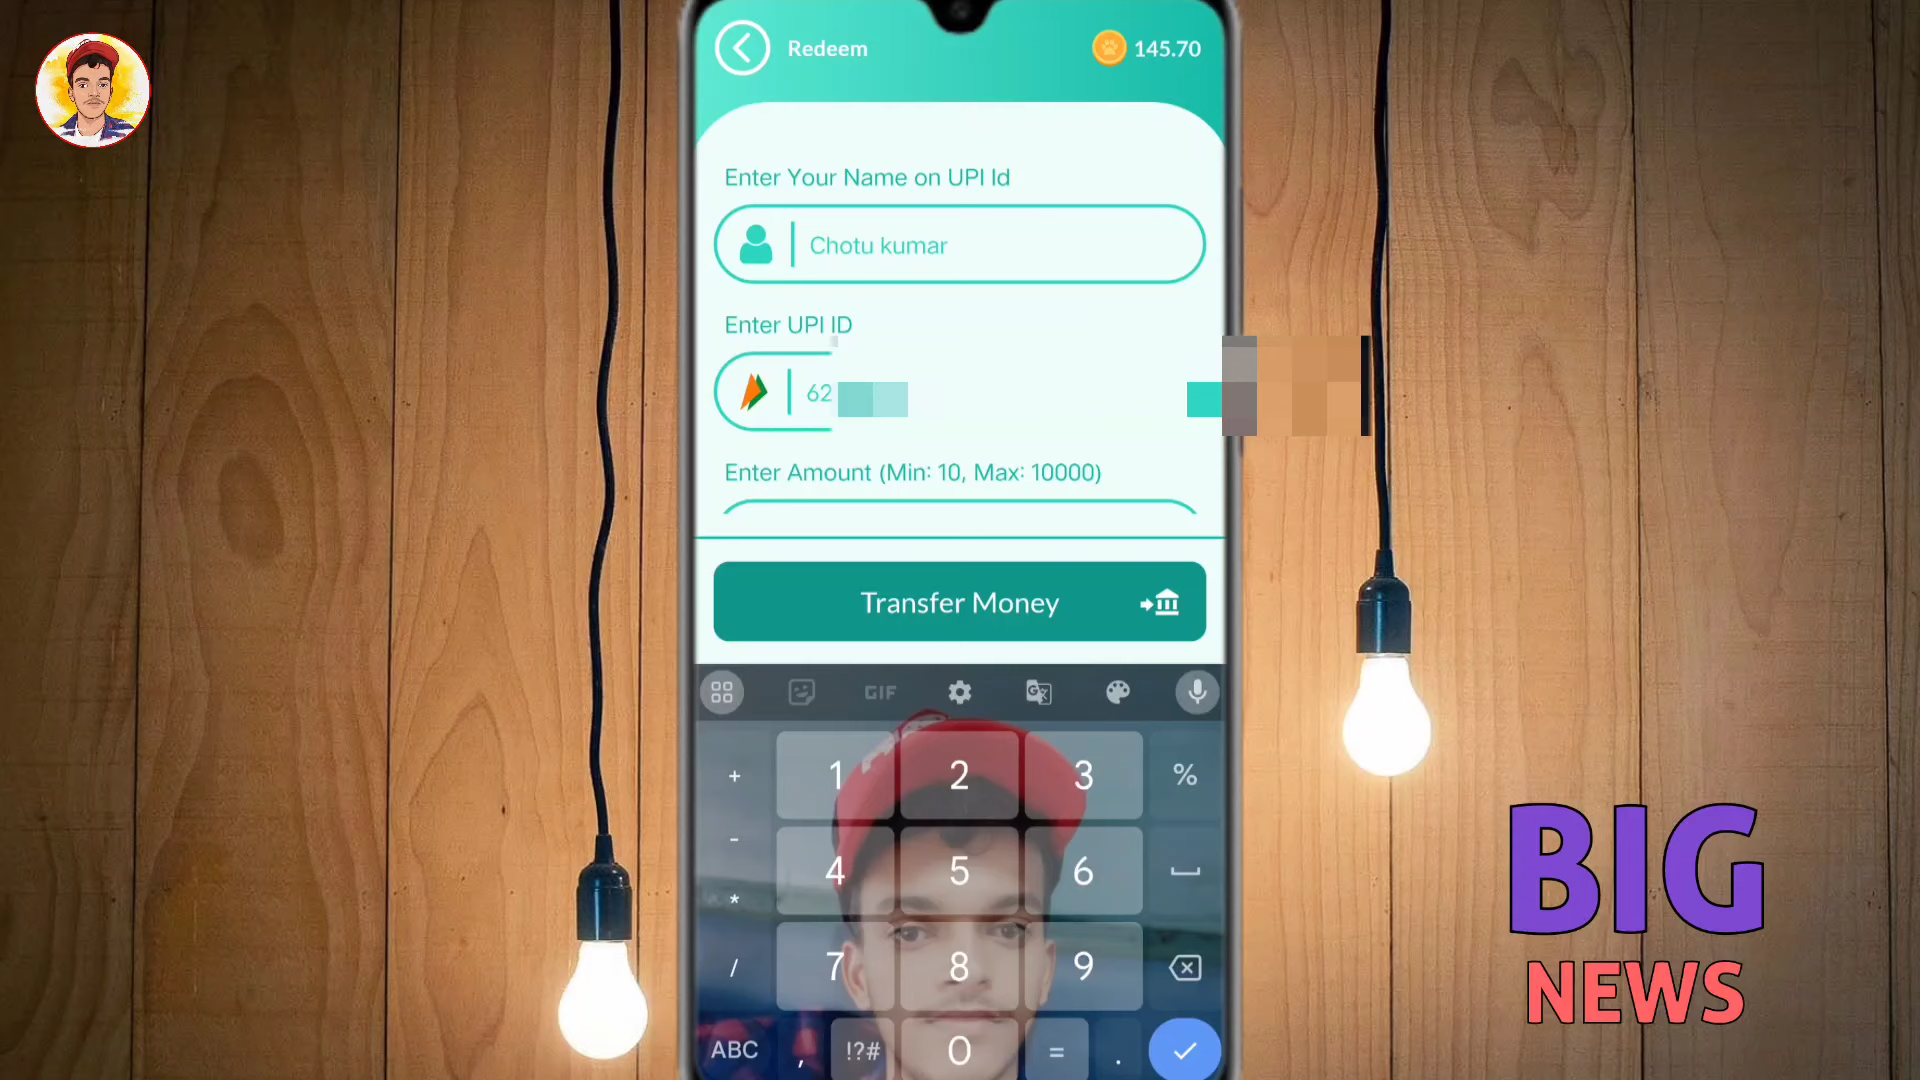 Redeem
145.70
Enter Your Name on UPI Id
Chotu kumar
Enter UPI ID
62
Enter Amount (Min: 10, Max: 10000)
Transfer Money
GIF
+ 1 2 3 %
- 4 5 6
*
/ 7 8 9
ABC , !?# 0 = .
BIG
NEWS